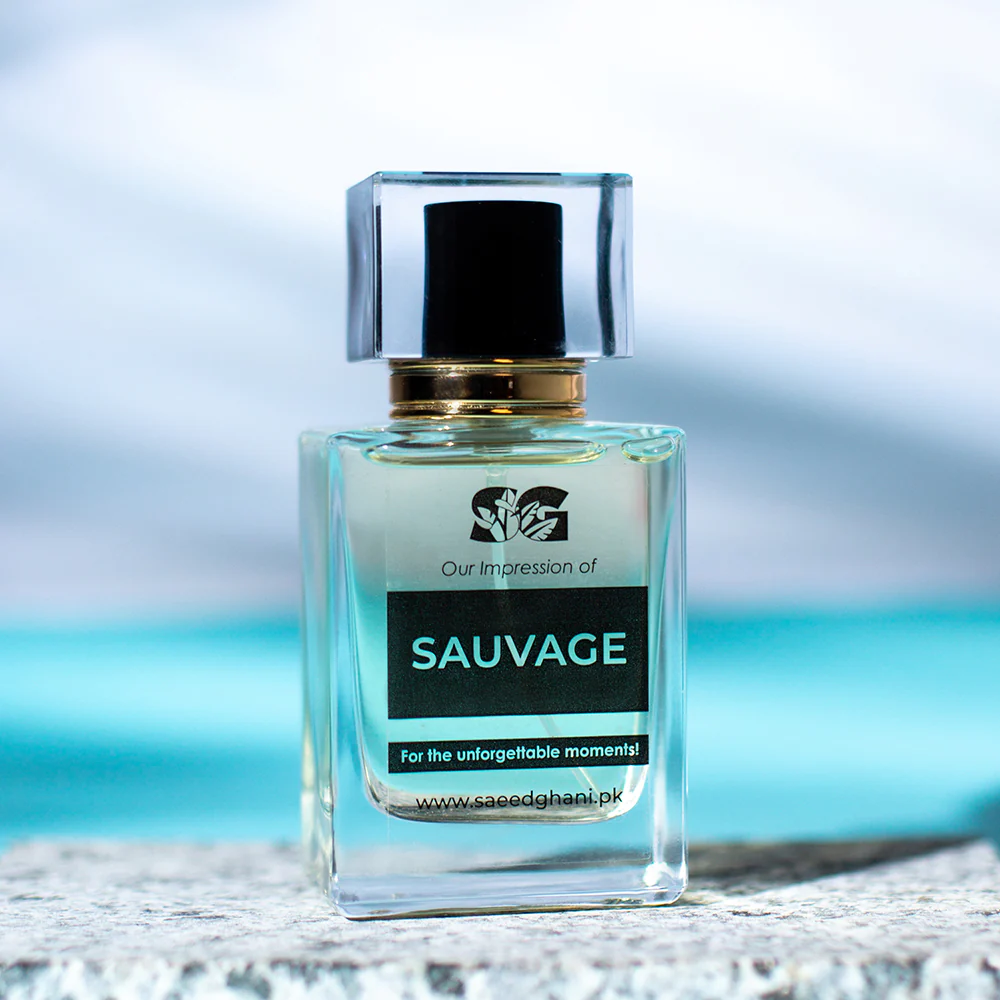 SG
Our Impression of
SAUVAGE
For the unforgettable moments!
www.saeedghani.pk